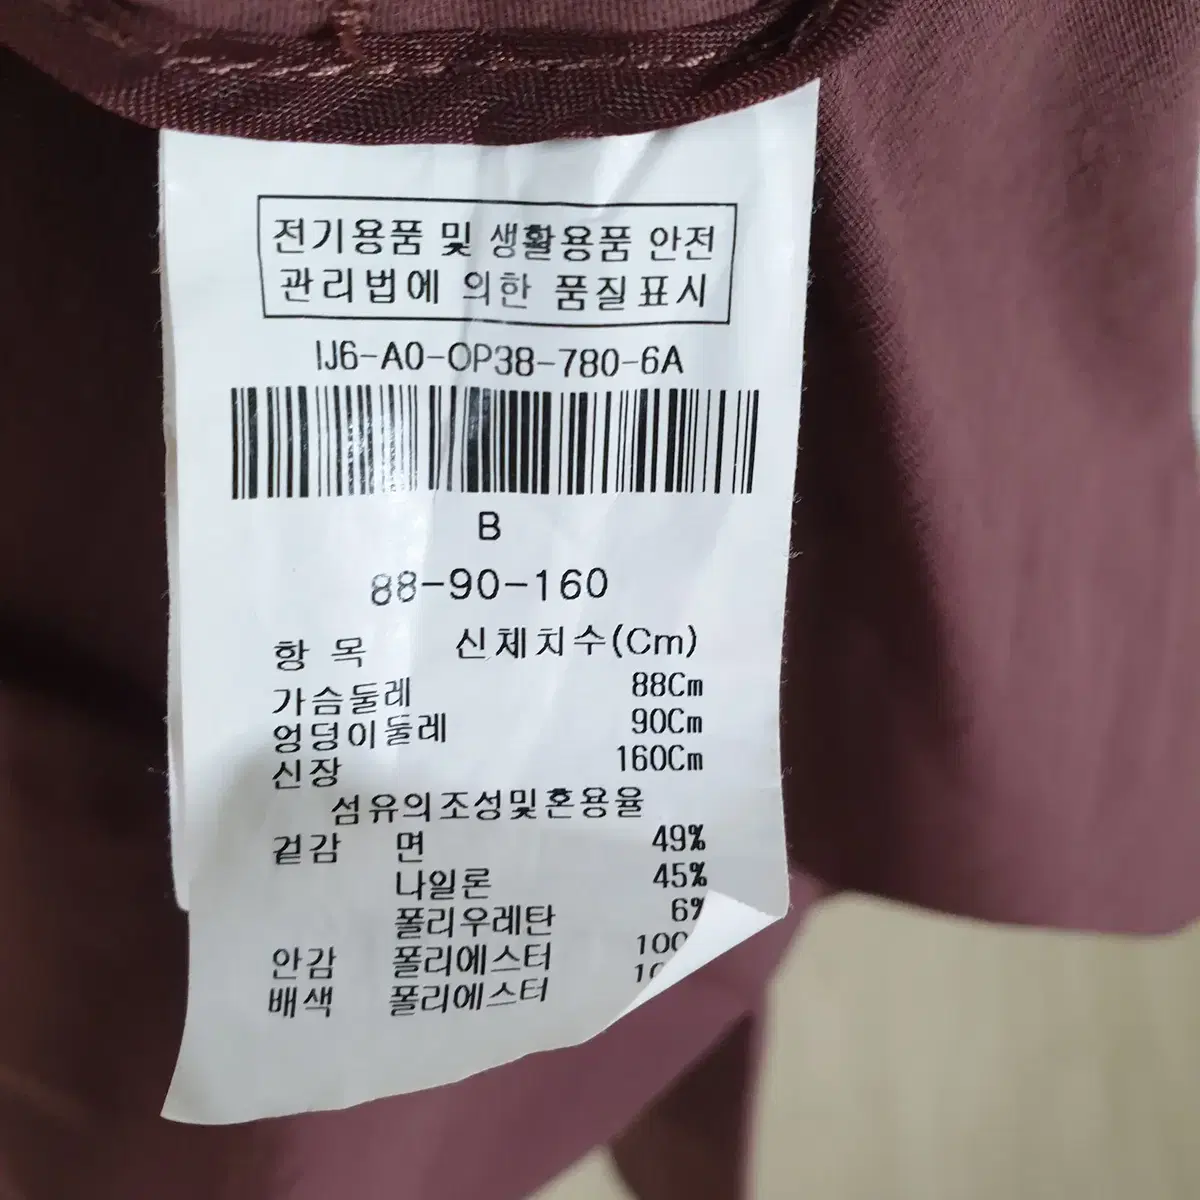 전기용품 및 생활용품 안전
관리법에 의한 품질표시
IJ6-A0-OP38-780-6A
B
88-90-160
항 목 신체치수(Cm)
가슴둘레 88Cm
엉덩이둘레 90Cm
신장 160Cm
섬유의조성및혼용율
겉감 면 49%
나일론 45%
폴리우레탄 6%
안감 폴리에스터 100
배색 폴리에스터